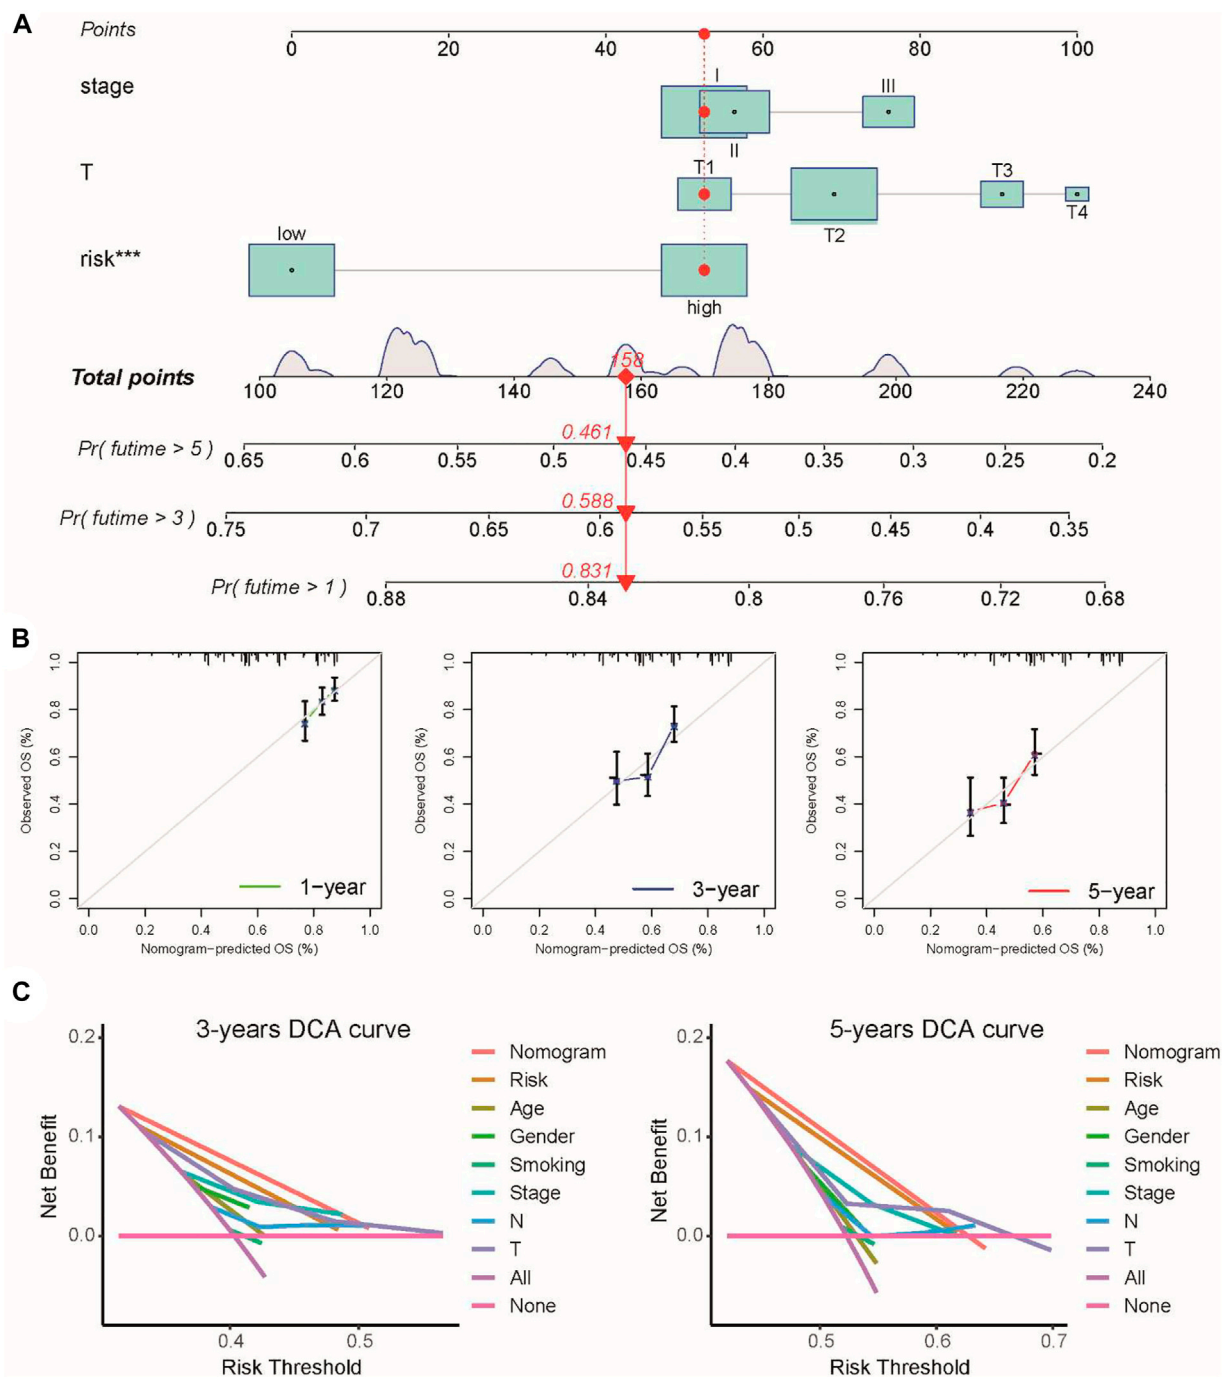 A
Points
0 20 40 60 80 100
stage
I
II
III
T
T1
T2
T3
T4
risk***
low
high
Total points
158
100 120 140 160 180 200 220 240
0.461
Pr( futime > 5 )
0.65 0.6 0.55 0.5 0.45 0.4 0.35 0.3 0.25 0.2
0.588
Pr( futime > 3 )
0.75 0.7 0.65 0.6 0.55 0.5 0.45 0.4 0.35
0.831
Pr( futime > 1 )
0.88 0.84 0.8 0.76 0.72 0.68
B
Observed OS (%)
1.0
0.8
0.6
0.4
0.2
0.0
1-year
0.0 0.2 0.4 0.6 0.8 1.0
Nomogram-predicted OS (%)
Observed OS (%)
1.0
0.8
0.6
0.4
0.2
0.0
3-year
0.0 0.2 0.4 0.6 0.8 1.0
Nomogram-predicted OS (%)
Observed OS (%)
1.0
0.8
0.6
0.4
0.2
0.0
5-year
0.0 0.2 0.4 0.6 0.8 1.0
Nomogram-predicted OS (%)
C
3-years DCA curve
Net Benefit
0.2
0.1
0.0
0.4 0.5
Risk Threshold
Nomogram
Risk
Age
Gender
Smoking
Stage
N
T
All
None
5-years DCA curve
Net Benefit
0.2
0.1
0.0
0.5 0.6 0.7
Risk Threshold
Nomogram
Risk
Age
Gender
Smoking
Stage
N
T
All
None